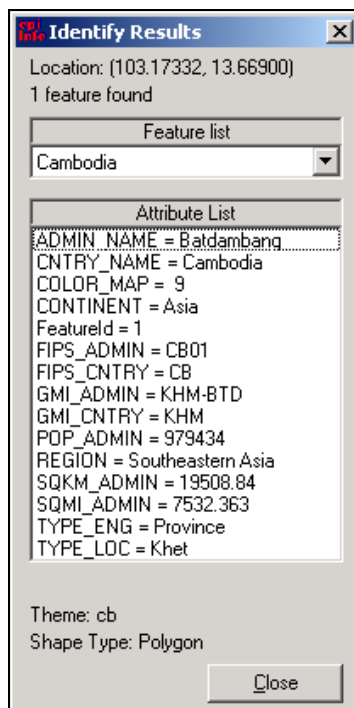 epi info Identify Results
Location: (103.17332, 13.66900)
1 feature found
Feature list
Cambodia
Attribute List
ADMIN_NAME = Batdambang
CNTRY_NAME = Cambodia
COLOR_MAP =  9
CONTINENT = Asia
FeatureId = 1
FIPS_ADMIN = CB01
FIPS_CNTRY = CB
GMI_ADMIN = KHM-BTD
GMI_CNTRY = KHM
POP_ADMIN = 979434
REGION = Southeastern Asia
SQKM_ADMIN = 19508.84
SQMI_ADMIN = 7532.363
TYPE_ENG = Province
TYPE_LOC = Khet
Theme: cb
Shape Type: Polygon
Close